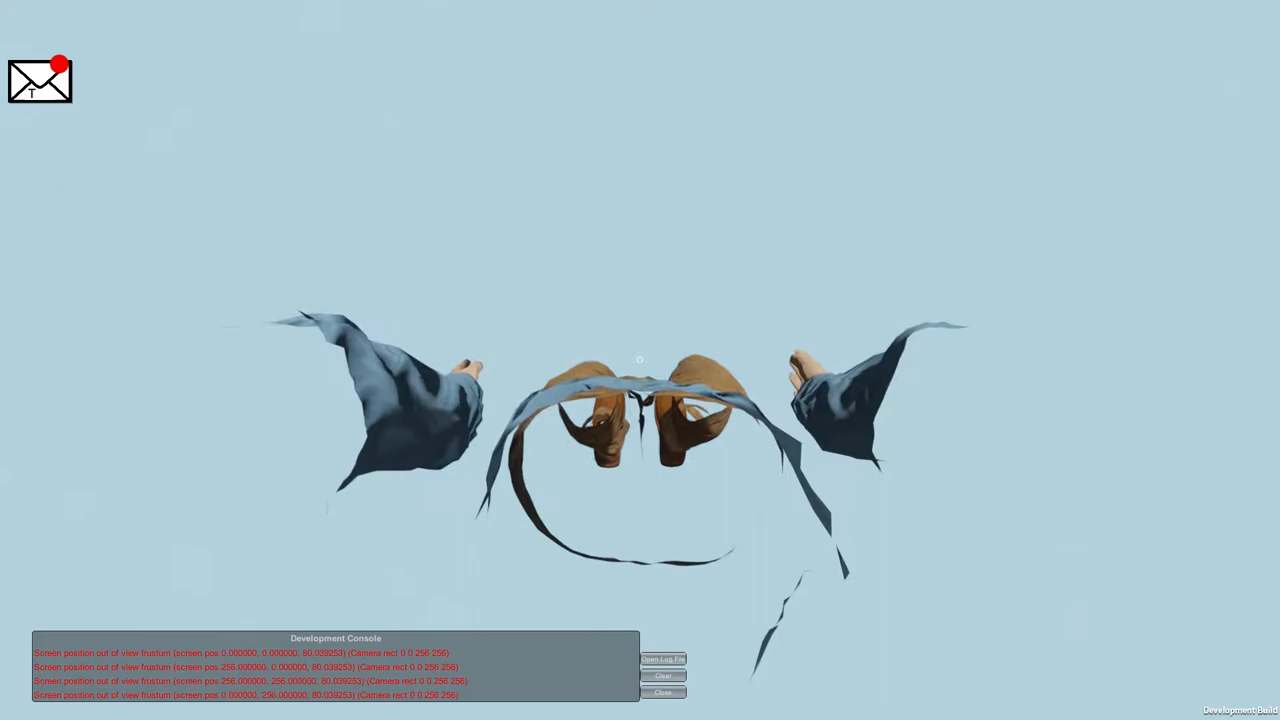 T
Development Console
Screen position out of view frustum (screen pos 0.000000, 0.000000, 80.039253) (Camera rect 0 0 256 256)
Screen position out of view frustum (screen pos 256.000000, 0.000000, 80.039253) (Camera rect 0 0 256 256)
Screen position out of view frustum (screen pos 256.000000, 256.000000, 80.039253) (Camera rect 0 0 256 256)
Screen position out of view frustum (screen pos 0.000000, 256.000000, 80.039253) (Camera rect 0 0 256 256)
Open Log File
Clear
Close
Development Build